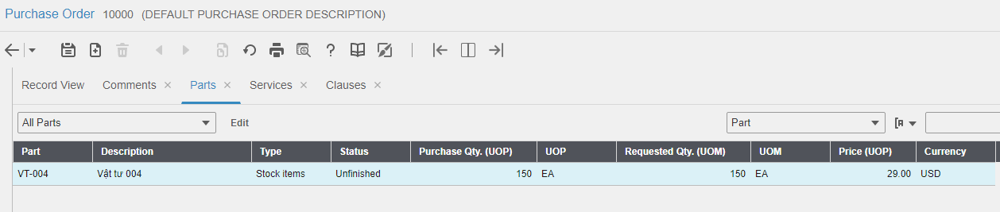 Purchase Order 10000 (DEFAULT PURCHASE ORDER DESCRIPTION)
Record View Comments Parts Services Clauses
All Parts Edit Part
Part Description Type Status Purchase Qty. (UOP) UOP Requested Qty. (UOM) UOM Price (UOP) Currency
VT-004 Vật tư 004 Stock items Unfinished 150 EA 150 EA 29.00 USD